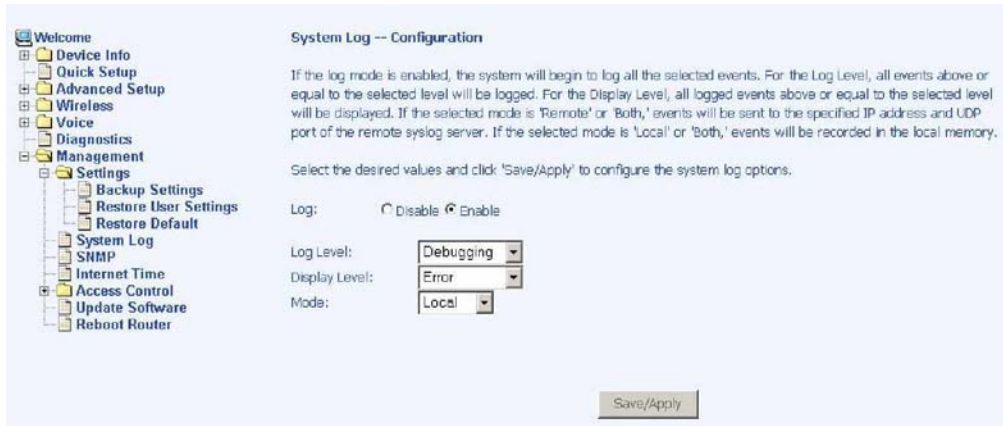 Welcome
Device Info
Quick Setup
Advanced Setup
Wireless
Voice
Diagnostics
Management
Settings
Backup Settings
Restore User Settings
Restore Default
System Log
SNMP
Internet Time
Access Control
Update Software
Reboot Router
System Log -- Configuration
If the log mode is enabled, the system will begin to log all the selected events. For the Log Level, all events above or
equal to the selected level will be logged. For the Display Level, all logged events above or equal to the selected level
will be displayed. If the selected mode is 'Remote' or 'Both,' events will be sent to the specified IP address and UDP
port of the remote syslog server. If the selected mode is 'Local' or 'Both,' events will be recorded in the local memory.
Select the desired values and click 'Save/Apply' to configure the system log options.
Log: Disable Enable
Log Level: Debugging
Display Level: Error
Mode: Local
Save/Apply